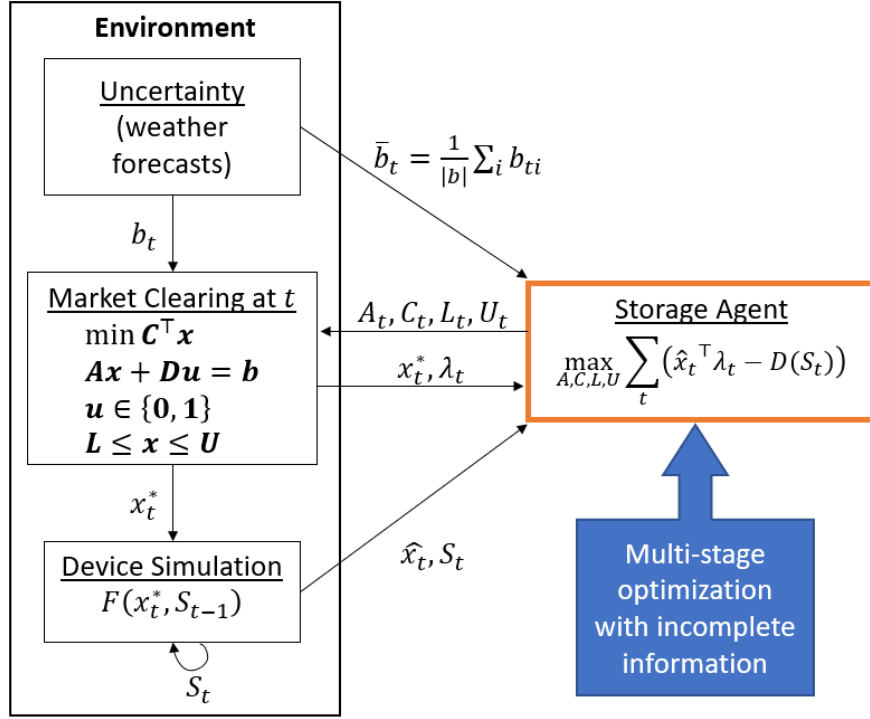 Environment
Uncertainty
(weather
forecasts)
b̄_t = 1/|b| ∑_i b_{ti}
b_t
Market Clearing at t
min C^⊤ x
Ax + Du = b
u ∈ {0, 1}
L ≤ x ≤ U
A_t, C_t, L_t, U_t
x_t^*, λ_t
Storage Agent
max_{A,C,L,U} ∑_t (x̂_t^⊤ λ_t − D(S_t))
x_t^*
Device Simulation
F(x_t^*, S_{t−1})
x̂_t, S_t
S_t
Multi-stage
optimization
with incomplete
information